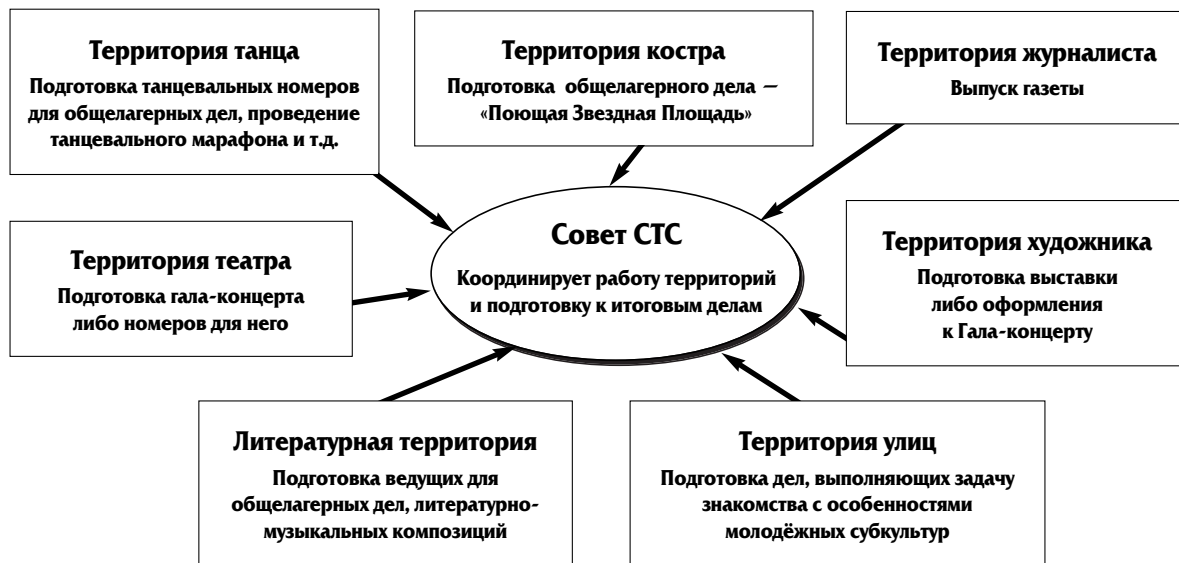 Территория танца
Подготовка танцевальных номеров
для общелагерных дел, проведение
танцевального марафона и т.д.
Территория костра
Подготовка общелагерного дела –
«Поющая Звездная Площадь»
Территория журналиста
Выпуск газеты
Территория театра
Подготовка гала-концерта
либо номеров для него
Совет СТС
Координирует работу территорий
и подготовку к итоговым делам
Территория художника
Подготовка выставки
либо оформления
к Гала-концерту
Литературная территория
Подготовка ведущих для
общелагерных дел, литературно-
музыкальных композиций
Территория улиц
Подготовка дел, выполняющих задачу
знакомства с особенностями
молодёжных субкультур